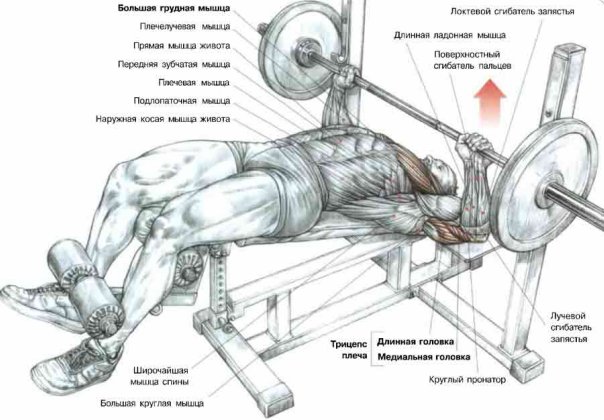 Большая грудная мышца
Плечелучевая мышца
Прямая мышца живота
Передняя зубчатая мышца
Плечевая мышца
Подлопаточная мышца
Наружная косая мышца живота
Локтевой сгибатель запястья
Длинная ладонная мышца
Поверхностный
сгибатель пальцев
Лучевой
сгибатель
запястья
Трицепс
плеча
Длинная головка
Медиальная головка
Круглый пронатор
Широчайшая
мышца спины
Большая круглая мышца